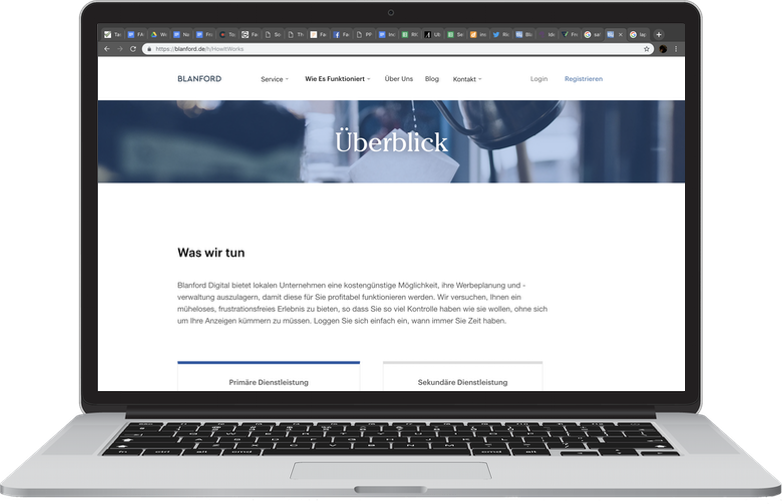 https://blanford.de/h/HowItWorks
BLANFORD
Service
Wie Es Funktioniert
Über Uns
Blog
Kontakt
Login
Registrieren
Überblick
Was wir tun
Blanford Digital bietet lokalen Unternehmen eine kostengünstige Möglichkeit, ihre Werbeplanung und -
verwaltung auszulagern, damit diese für Sie profitabel funktionieren werden. Wir versuchen, Ihnen ein
müheloses, frustrationsfreies Erlebnis zu bieten, so dass Sie so viel Kontrolle haben wie sie wollen, ohne sich
um Ihre Anzeigen kümmern zu müssen. Loggen Sie sich einfach ein, wann immer Sie Zeit haben.
Primäre Dienstleistung
Sekundäre Dienstleistung